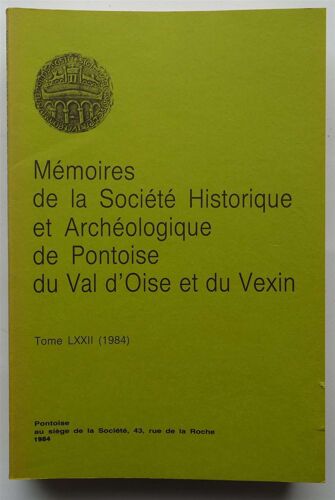 Mémoires
de la Société Historique
et Archéologique
de Pontoise
du Val d'Oise et du Vexin
Tome LXXII (1984)
Pontoise
au siège de la Société, 43, rue de la Roche
1984